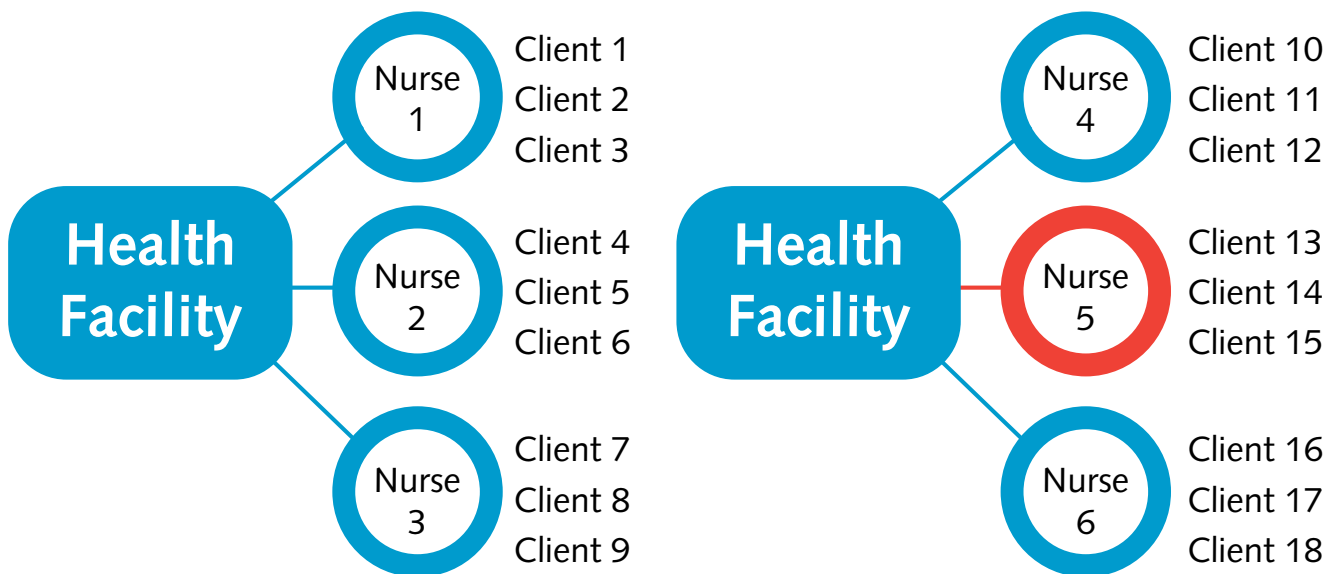 Health
Facility
Nurse
1
Client 1
Client 2
Client 3
Nurse
2
Client 4
Client 5
Client 6
Nurse
3
Client 7
Client 8
Client 9
Health
Facility
Nurse
4
Client 10
Client 11
Client 12
Nurse
5
Client 13
Client 14
Client 15
Nurse
6
Client 16
Client 17
Client 18